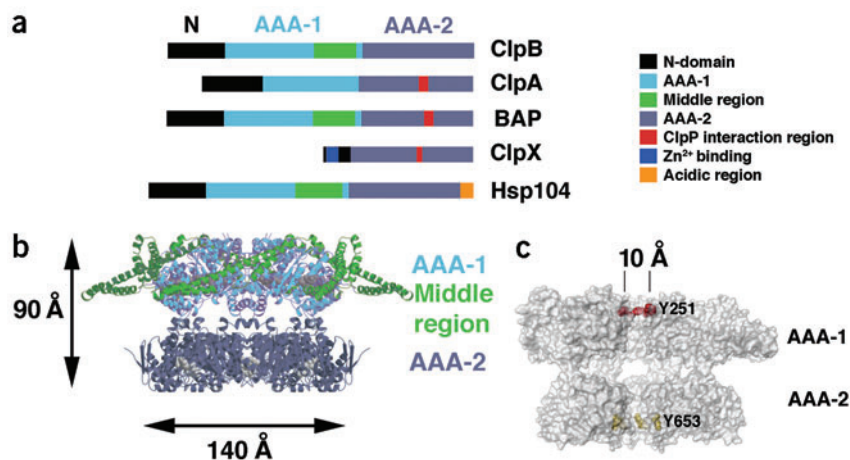 a
N AAA-1 AAA-2
ClpB
ClpA
BAP
ClpX
Hsp104
N-domain
AAA-1
Middle region
AAA-2
ClpP interaction region
Zn²⁺ binding
Acidic region
b
90 Å
AAA-1
Middle
region
AAA-2
140 Å
c
10 Å
Y251
AAA-1
AAA-2
Y653